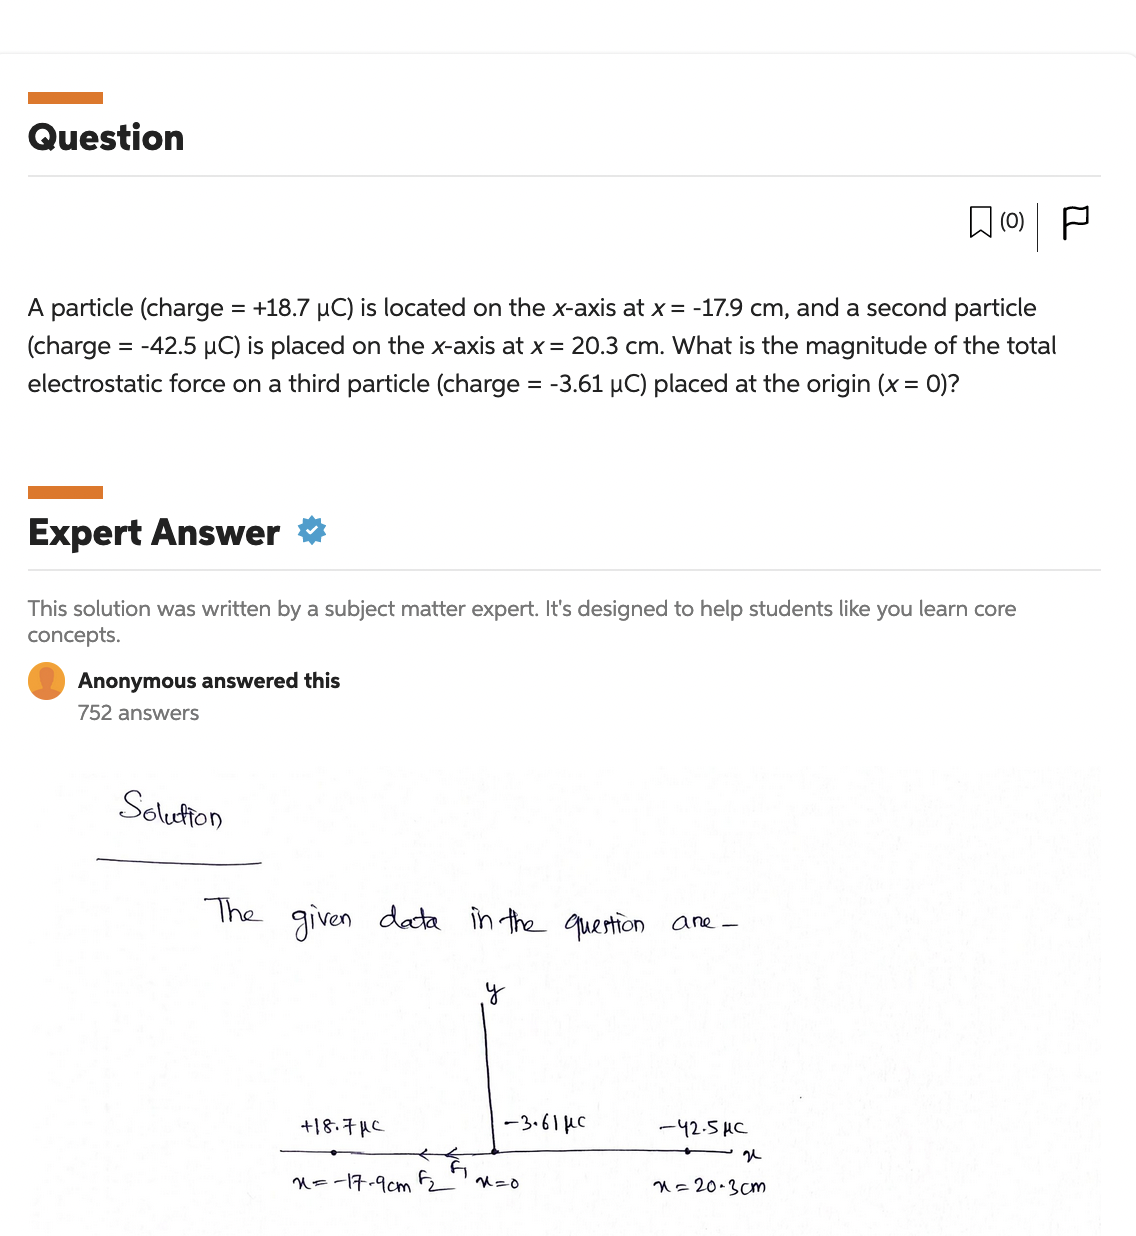 Question
(0)
A particle (charge = +18.7 μC) is located on the x-axis at x = -17.9 cm, and a second particle
(charge = -42.5 μC) is placed on the x-axis at x = 20.3 cm. What is the magnitude of the total
electrostatic force on a third particle (charge = -3.61 μC) placed at the origin (x = 0)?
Expert Answer
This solution was written by a subject matter expert. It's designed to help students like you learn core
concepts.
Anonymous answered this
752 answers
Solution
The given data in the question are –
y
+18.7 μC -3.61 μC -42.5 μC
x
x = -17.9cm F2 F1 x=0 x = 20.3cm